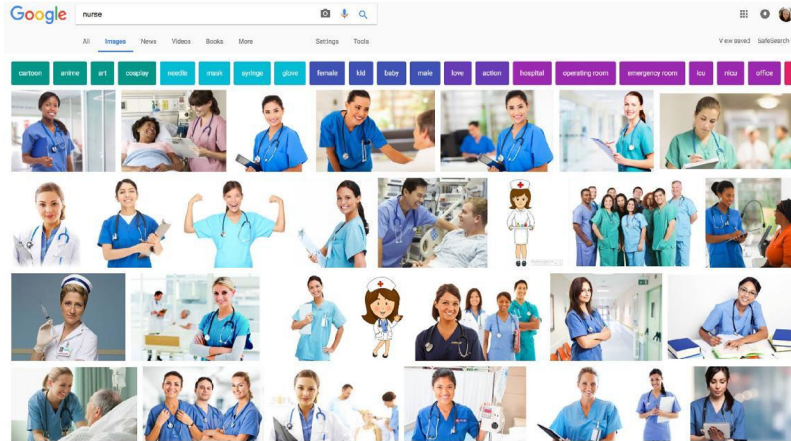 Google nurse
All Images News Videos Books More Settings Tools View saved SafeSearch
cartoon anime art cosplay needle mask syringe glove female kid baby male love action hospital operating room emergency room icu nicu office